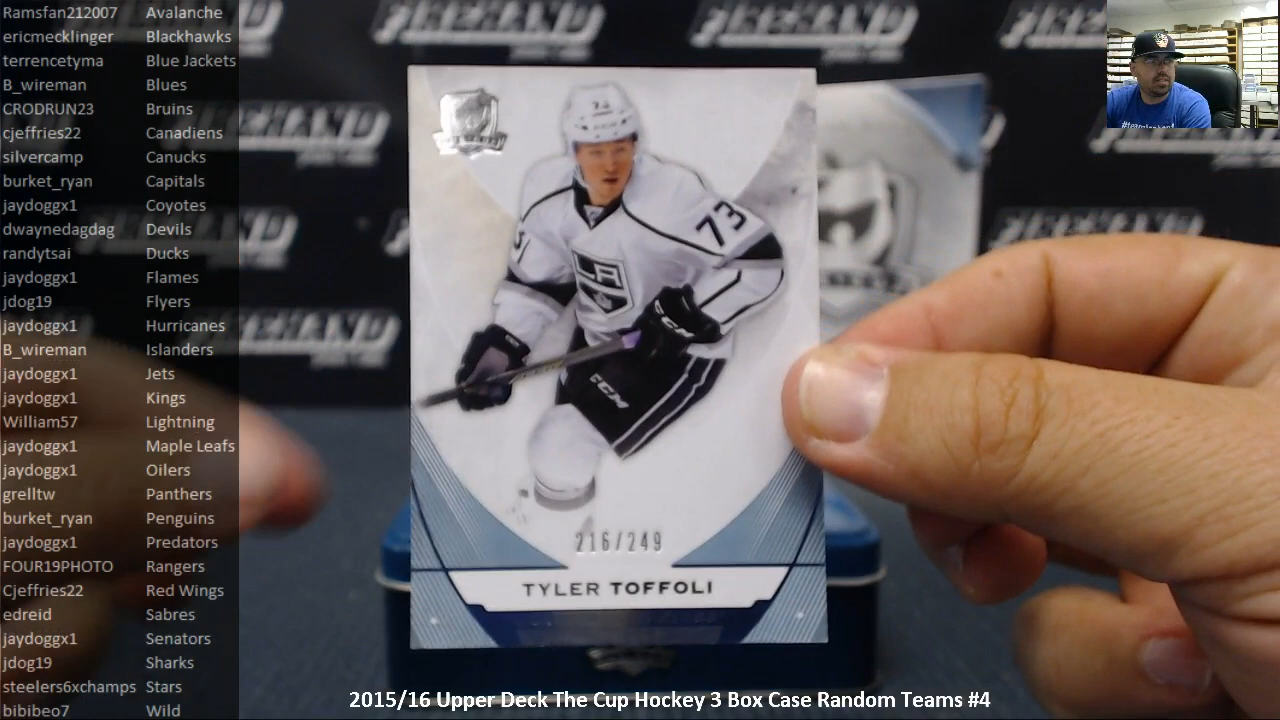 Ramsfan212007 Avalanche
ericmecklinger Blackhawks
terrencetyma Blue Jackets
B_wireman Blues
CRODRUN23 Bruins
cjeffries22 Canadiens
silvercamp Canucks
burket_ryan Capitals
jaydoggx1 Coyotes
dwaynedagdag Devils
randytsai Ducks
jaydoggx1 Flames
jdog19 Flyers
jaydoggx1 Hurricanes
B_wireman Islanders
jaydoggx1 Jets
jaydoggx1 Kings
William57 Lightning
jaydoggx1 Maple Leafs
jaydoggx1 Oilers
grelltw Panthers
burket_ryan Penguins
jaydoggx1 Predators
FOUR19PHOTO Rangers
Cjeffries22 Red Wings
edreid Sabres
jaydoggx1 Senators
jdog19 Sharks
steelers6xchamps Stars
bibibeo7 Wild
73
73
LA
CCM
CCM
216/249
TYLER TOFFOLI
2015/16 Upper Deck The Cup Hockey 3 Box Case Random Teams #4